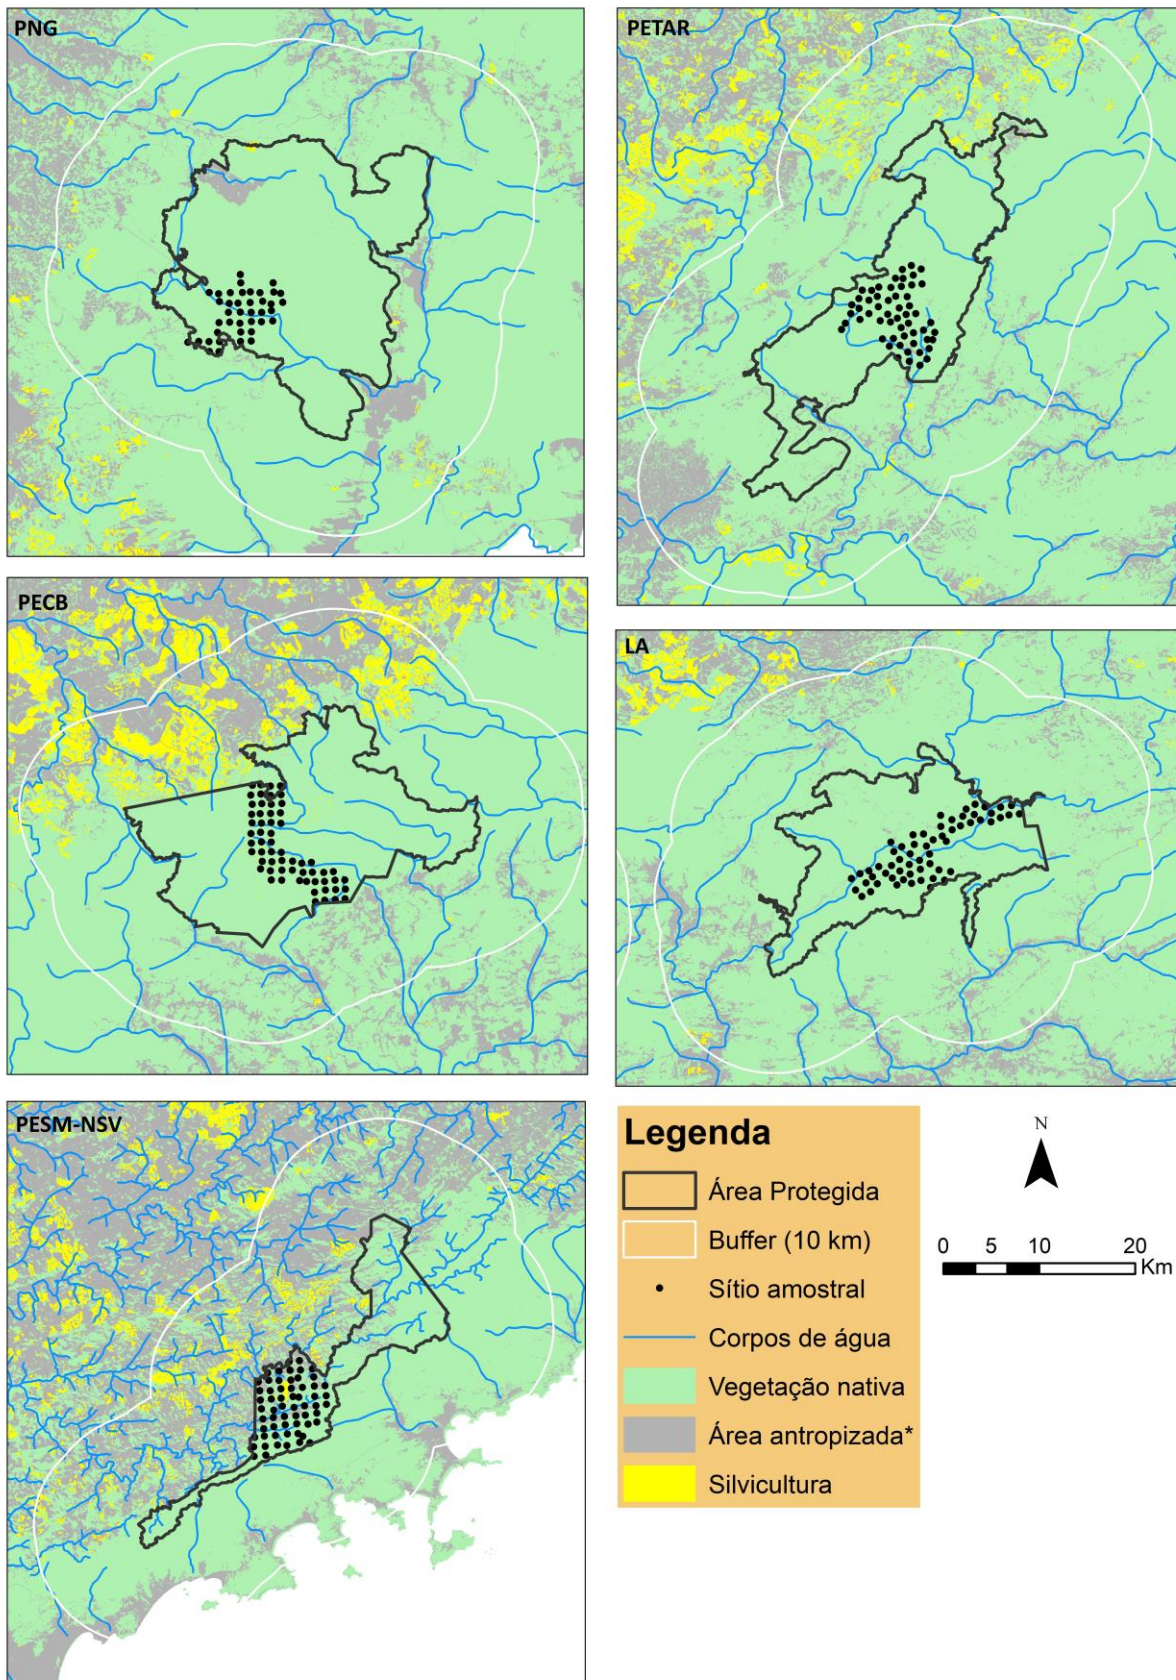 PNG
PETAR
PECB
LA
PESM-NSV
Legenda
Área Protegida
Buffer (10 km)
Sítio amostral
Corpos de água
Vegetação nativa
Área antropizada*
Silvicultura
N
0 5 10 20
Km